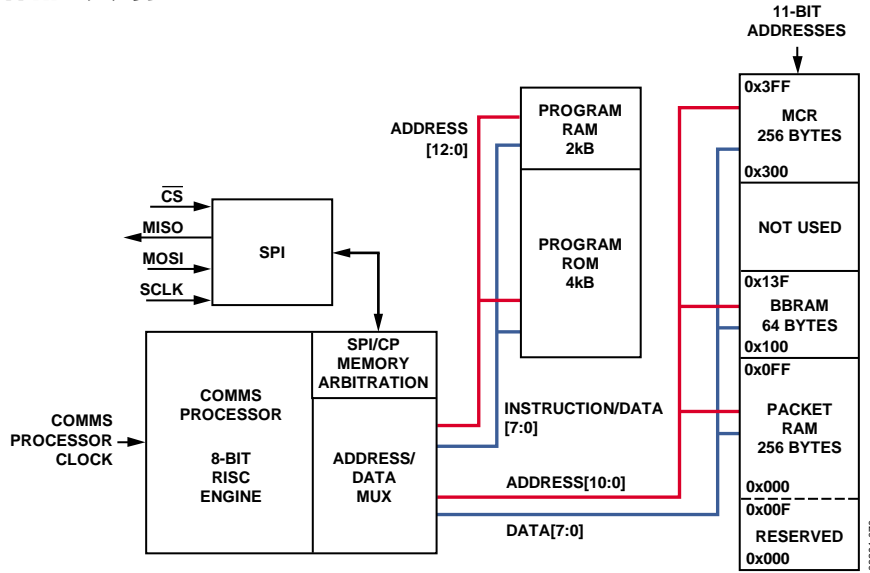 11-BIT
ADDRESSES
0x3FF
MCR
256 BYTES
0x300
NOT USED
0x13F
BBRAM
64 BYTES
0x100
0x0FF
PACKET
RAM
256 BYTES
0x000
0x00F
RESERVED
0x000
ADDRESS
[12:0]
PROGRAM
RAM
2kB
PROGRAM
ROM
4kB
CS
MISO
MOSI
SCLK
SPI
SPI/CP
MEMORY
ARBITRATION
COMMS
PROCESSOR
8-BIT
RISC
ENGINE
ADDRESS/
DATA
MUX
COMMS
PROCESSOR
CLOCK
INSTRUCTION/DATA
[7:0]
ADDRESS[10:0]
DATA[7:0]